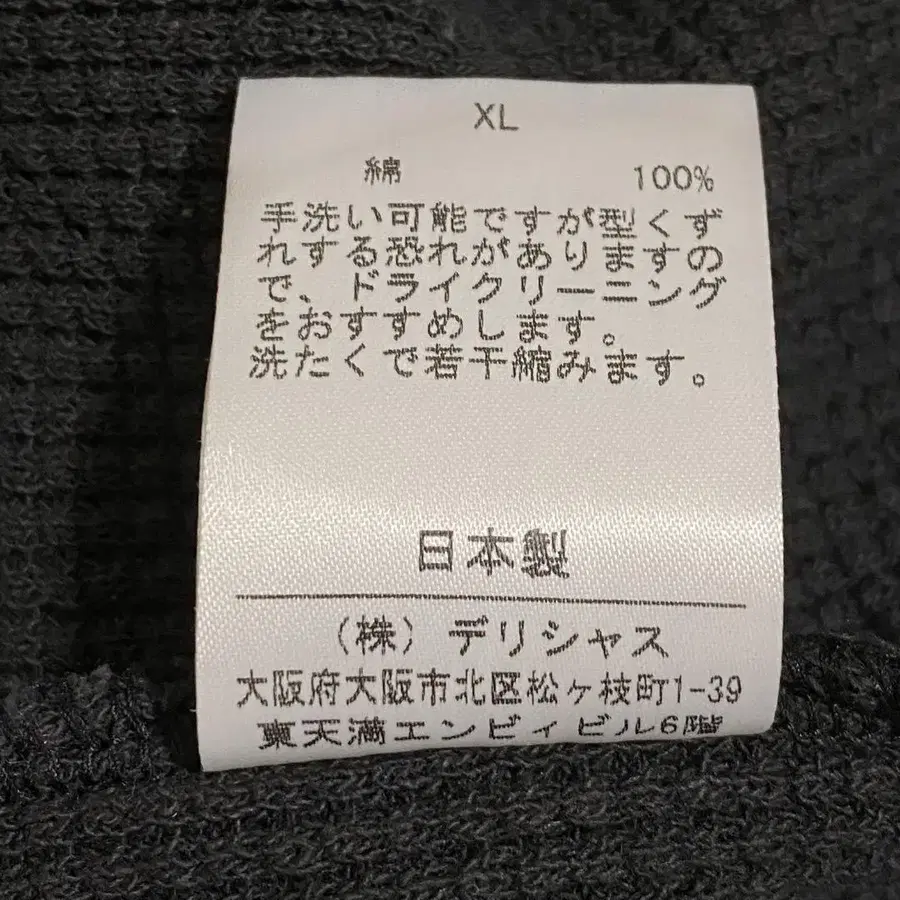 XL
綿 100%
手洗い可能ですが型くず
れする恐れがありますの
で、ドライクリーニング
をおすすめします。
洗たくで若干縮みます。
日本製
（株）デリシャス
大阪府大阪市北区松ヶ枝町1-39
東天満エンビィビル6階